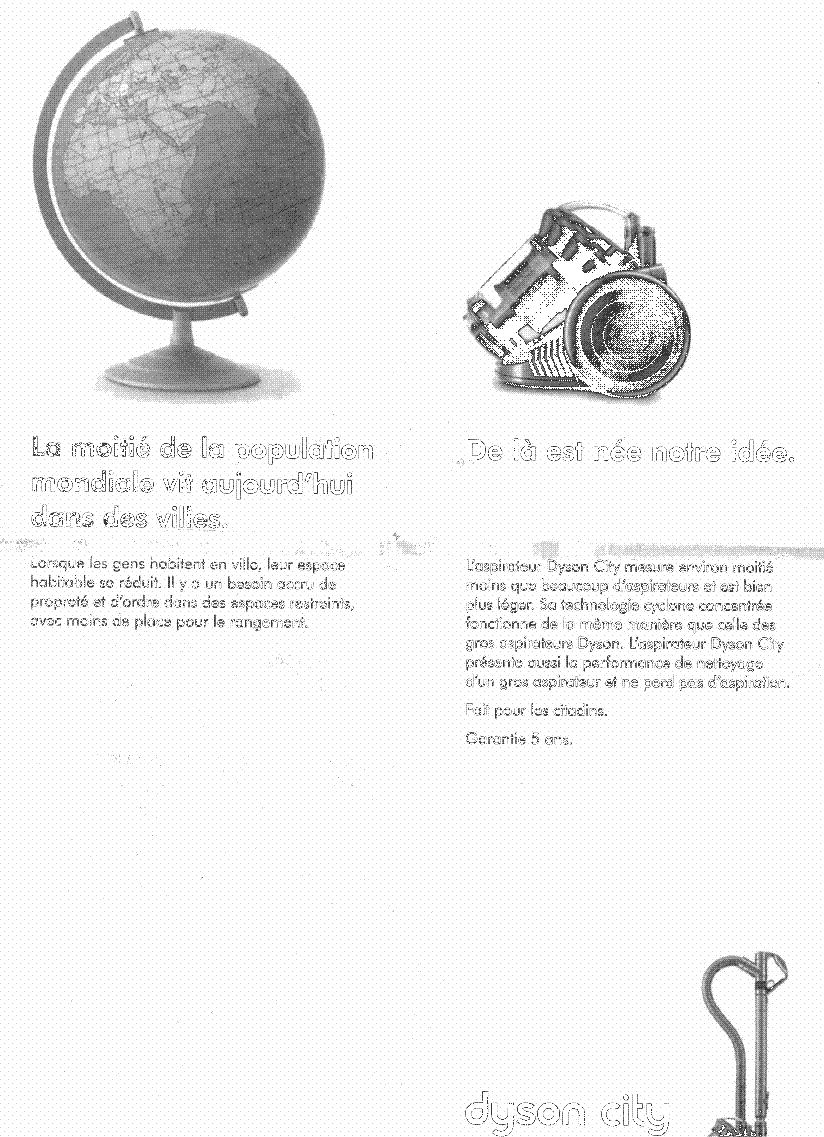 La moitié de la population
mondiale vit aujourd'hui
dans des villes.
Lorsque les gens habitent en ville, leur espace
habitable se réduit. Il y a un besoin accru de
propreté et d'ordre dans des espaces restreints,
avec moins de place pour le rangement.
De là est née notre idée.
L'aspirateur Dyson City mesure environ moitié
moins que beaucoup d'aspirateurs et est bien
plus léger. Sa technologie cyclone concentrée
fonctionne de la même manière que celle des
gros aspirateurs Dyson. L'aspirateur Dyson City
présente aussi la performance de nettoyage
d'un gros aspirateur et ne perd pas d'aspiration.
Fait pour les citadins.
Garantie 5 ans.
dyson city